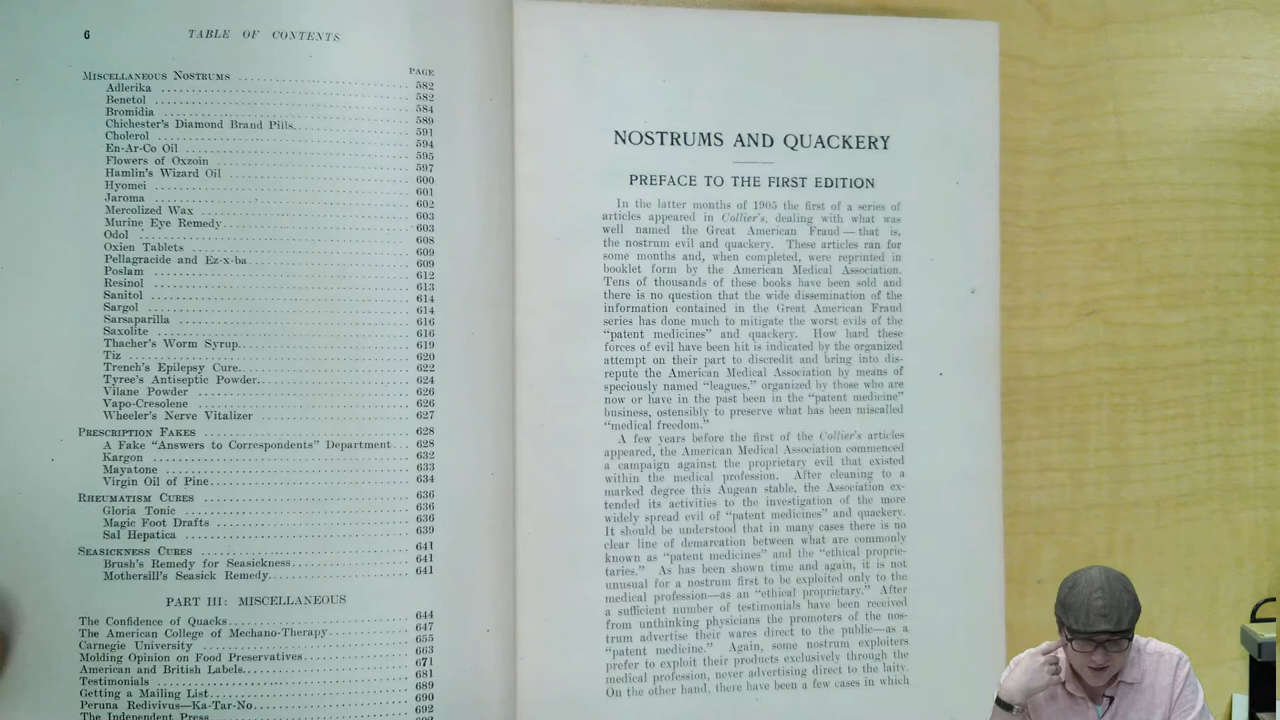 6 TABLE OF CONTENTS
PAGE
MISCELLANEOUS NOSTRUMS 582
Adlerika 582
Benetol 584
Bromidia 589
Chichester's Diamond Brand Pills 591
Cholerol 594
En-Ar-Co Oil 595
Flowers of Oxzoin 597
Hamlin's Wizard Oil 600
Hyomei 601
Jaroma 602
Mercolized Wax 603
Murine Eye Remedy 603
Odol 608
Oxien Tablets 609
Pellagracide and Ez-x-ba 609
Poslam 612
Resinol 613
Sanitol 614
Sargol 614
Sarsaparilla 616
Saxolite 616
Thacher's Worm Syrup 619
Tiz 620
Trench's Epilepsy Cure 622
Tyree's Antiseptic Powder 624
Vilane Powder 626
Vapo-Cresolene 626
Wheeler's Nerve Vitalizer 627
PRESCRIPTION FAKES 628
A Fake "Answers to Correspondents" Department 628
Kargon 632
Mayatone 633
Virgin Oil of Pine 634
RHEUMATISM CURES 636
Gloria Tonic 636
Magic Foot Drafts 636
Sal Hepatica 639
SEASICKNESS CURES 641
Brush's Remedy for Seasickness 641
Mothersill's Seasick Remedy 641
PART III: MISCELLANEOUS
The Confidence of Quacks 644
The American College of Mechano-Therapy 647
Carnegie University 655
Molding Opinion on Food Preservatives 663
American and British Labels 671
Testimonials 681
Getting a Mailing List 689
Peruna Redivivus—Ka-Tar-No 690
The Independent Press 692
NOSTRUMS AND QUACKERY
PREFACE TO THE FIRST EDITION
In the latter months of 1905 the first of a series of
articles appeared in Collier's, dealing with what was
well named the Great American Fraud — that is,
the nostrum evil and quackery. These articles ran for
some months and, when completed, were reprinted in
booklet form by the American Medical Association.
Tens of thousands of these books have been sold and
there is no question that the wide dissemination of the
information contained in the Great American Fraud
series has done much to mitigate the worst evils of the
"patent medicines" and quackery. How hard these
forces of evil have been hit is indicated by the organized
attempt on their part to discredit and bring into dis-
repute the American Medical Association by means of
speciously named "leagues," organized by those who are
now or have in the past been in the "patent medicine"
business, ostensibly to preserve what has been miscalled
"medical freedom."
A few years before the first of the Collier's articles
appeared, the American Medical Association commenced
a campaign against the proprietary evil that existed
within the medical profession. After cleaning to a
marked degree this Augean stable, the Association ex-
tended its activities to the investigation of the more
widely spread evil of "patent medicines" and quackery.
It should be understood that in many cases there is no
clear line of demarcation between what are commonly
known as "patent medicines" and the "ethical proprie-
taries." As has been shown time and again, it is not
unusual for a nostrum first to be exploited only to the
medical profession—as an "ethical proprietary." After
a sufficient number of testimonials have been received
from unthinking physicians the promoters of the nos-
trum advertise their wares direct to the public—as a
"patent medicine." Again, some nostrum exploiters
prefer to exploit their products exclusively through the
medical profession, never advertising direct to the laity.
On the other hand, there have been a few cases in which